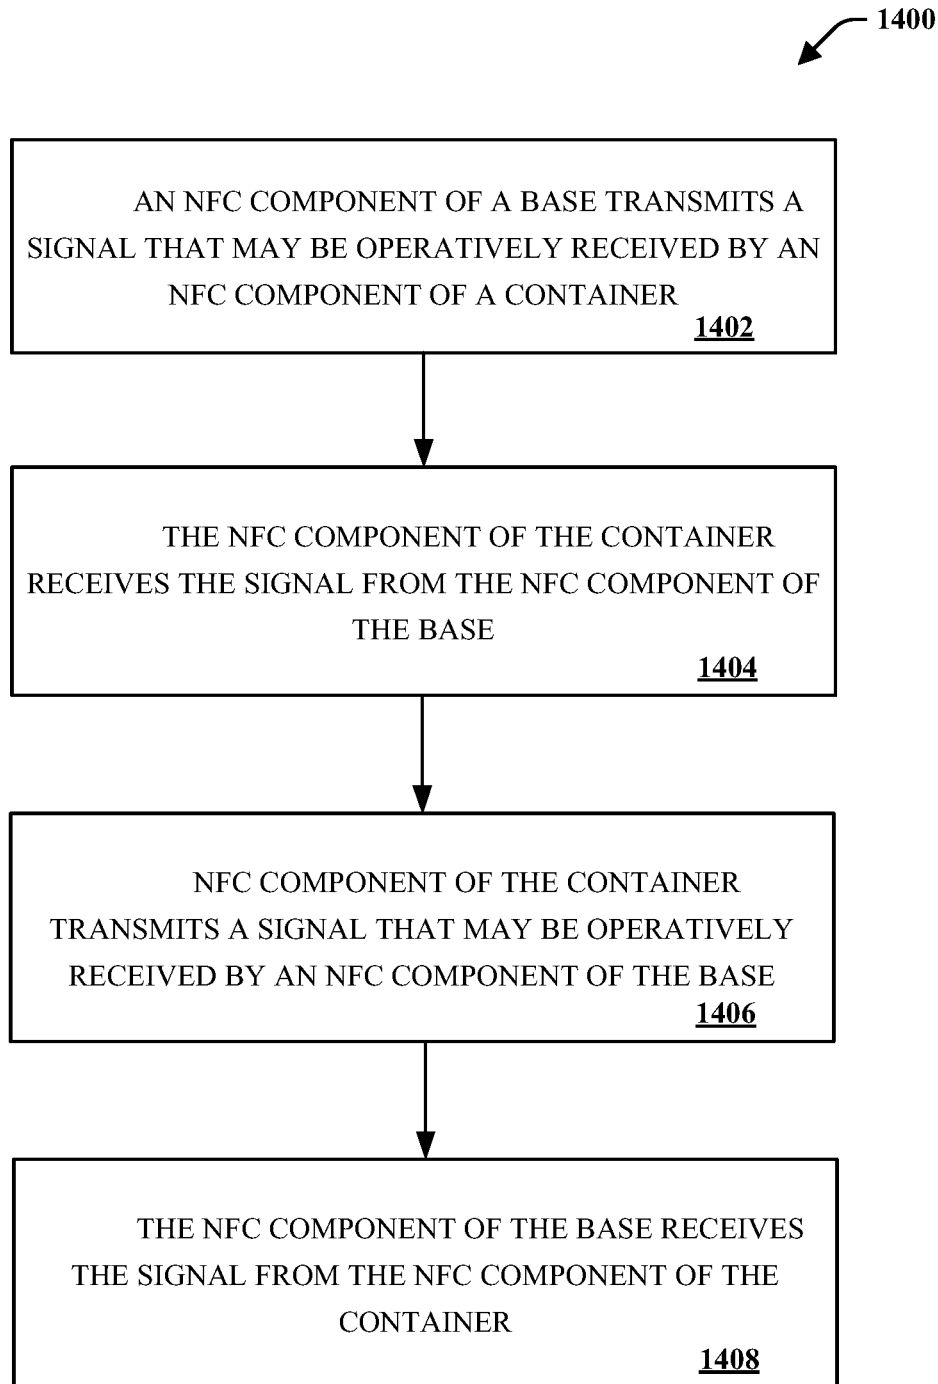 1400
AN NFC COMPONENT OF A BASE TRANSMITS A
SIGNAL THAT MAY BE OPERATIVELY RECEIVED BY AN
NFC COMPONENT OF A CONTAINER
1402
THE NFC COMPONENT OF THE CONTAINER
RECEIVES THE SIGNAL FROM THE NFC COMPONENT OF
THE BASE
1404
NFC COMPONENT OF THE CONTAINER
TRANSMITS A SIGNAL THAT MAY BE OPERATIVELY
RECEIVED BY AN NFC COMPONENT OF THE BASE
1406
THE NFC COMPONENT OF THE BASE RECEIVES
THE SIGNAL FROM THE NFC COMPONENT OF THE
CONTAINER
1408